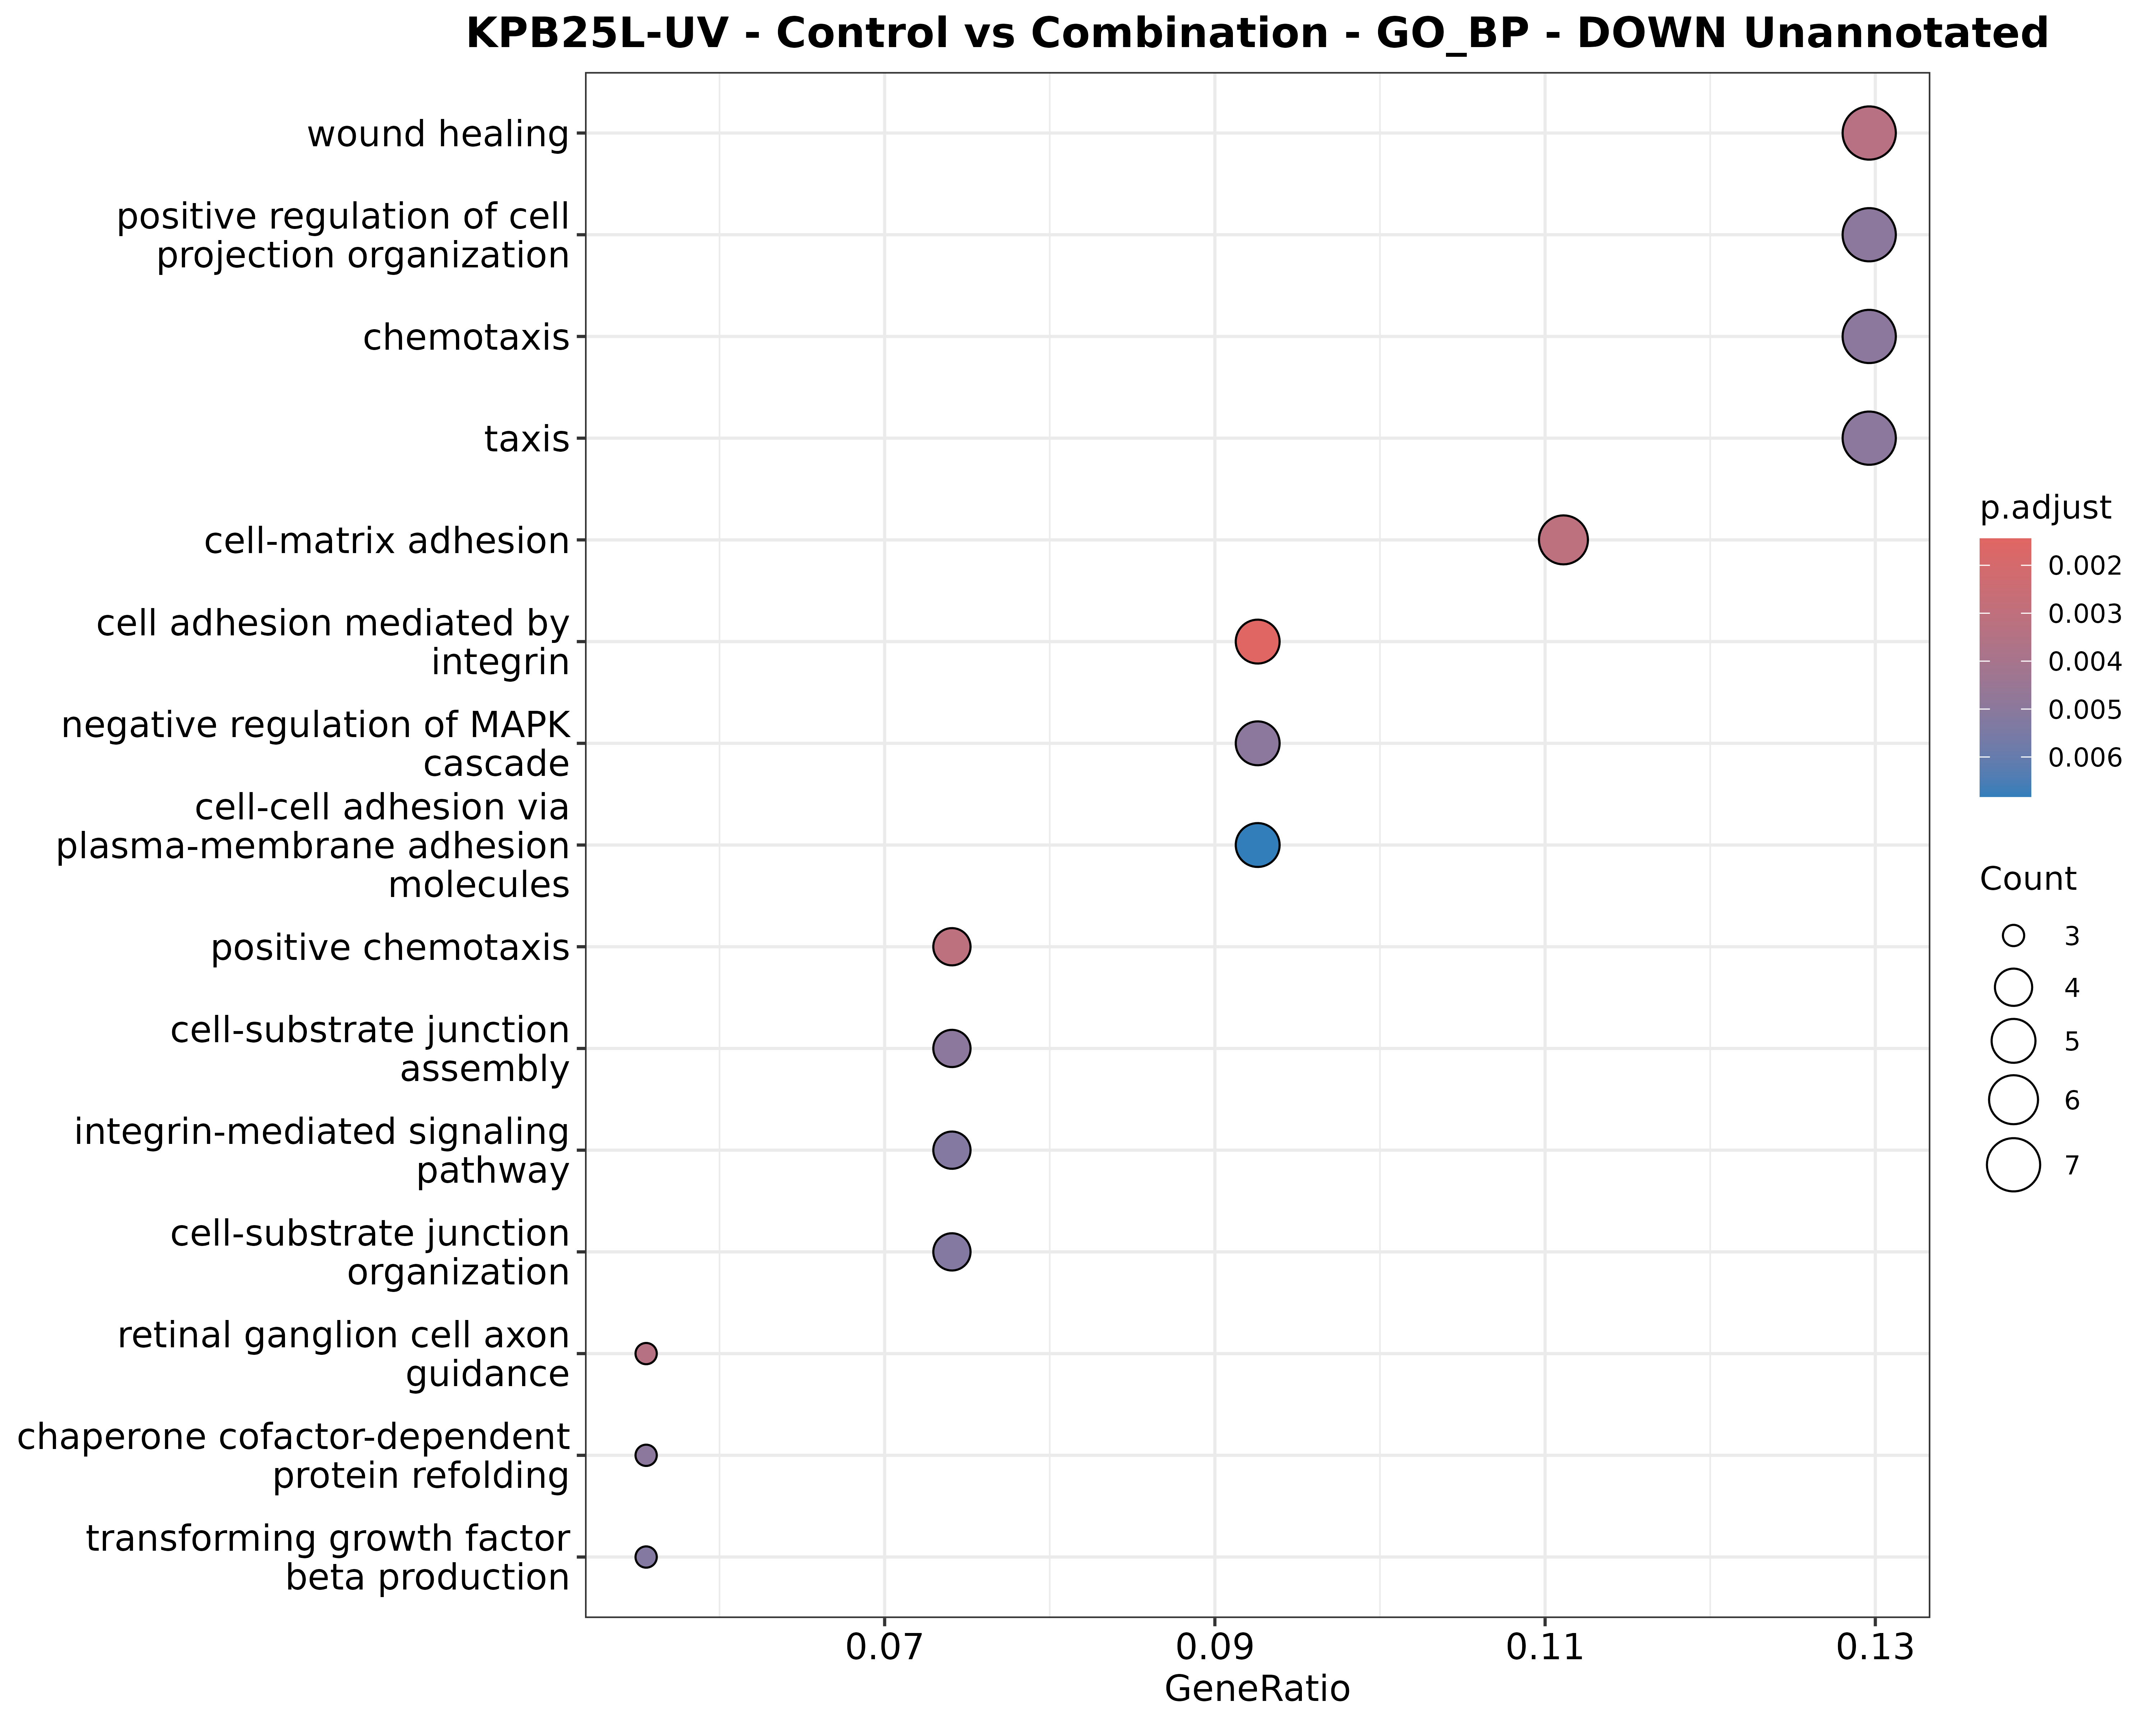 KPB25L-UV - Control vs Combination - GO_BP - DOWN Unannotated
wound healing
positive regulation of cell
projection organization
chemotaxis
taxis
cell-matrix adhesion
cell adhesion mediated by
integrin
negative regulation of MAPK
cascade
cell-cell adhesion via
plasma-membrane adhesion
molecules
positive chemotaxis
cell-substrate junction
assembly
integrin-mediated signaling
pathway
cell-substrate junction
organization
retinal ganglion cell axon
guidance
chaperone cofactor-dependent
protein refolding
transforming growth factor
beta production
0.07
0.09
0.11
0.13
GeneRatio
p.adjust
0.002
0.003
0.004
0.005
0.006
Count
3
4
5
6
7